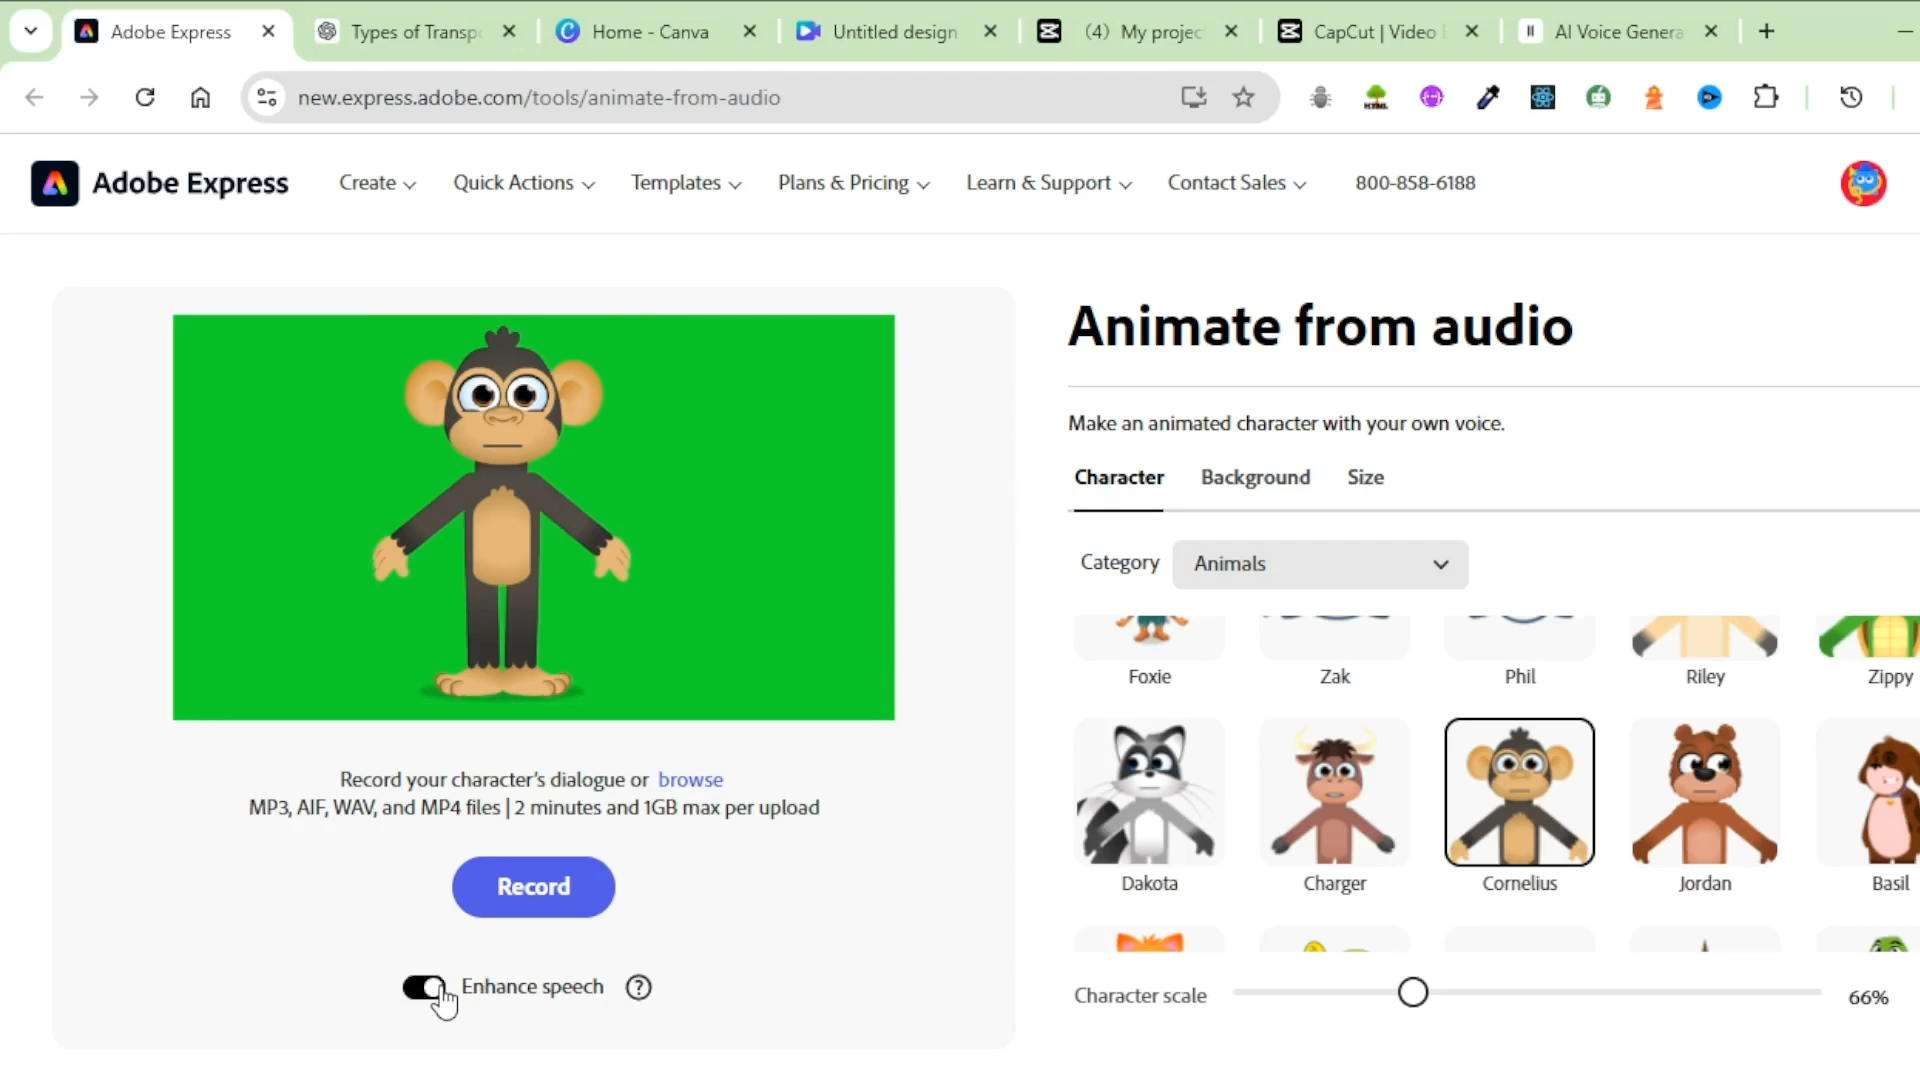 Adobe Express
Types of Transp
Home - Canva
Untitled design
(4) My projec
CapCut | Video
AI Voice Genera
new.express.adobe.com/tools/animate-from-audio
HTML
Adobe Express
Create
Quick Actions
Templates
Plans & Pricing
Learn & Support
Contact Sales
800-858-6188
Animate from audio
Make an animated character with your own voice.
Character
Background
Size
Category
Animals
Foxie
Zak
Phil
Riley
Zippy
Dakota
Charger
Cornelius
Jordan
Basil
Character scale
66%
Record your character's dialogue or browse
MP3, AIF, WAV, and MP4 files | 2 minutes and 1GB max per upload
Record
Enhance speech